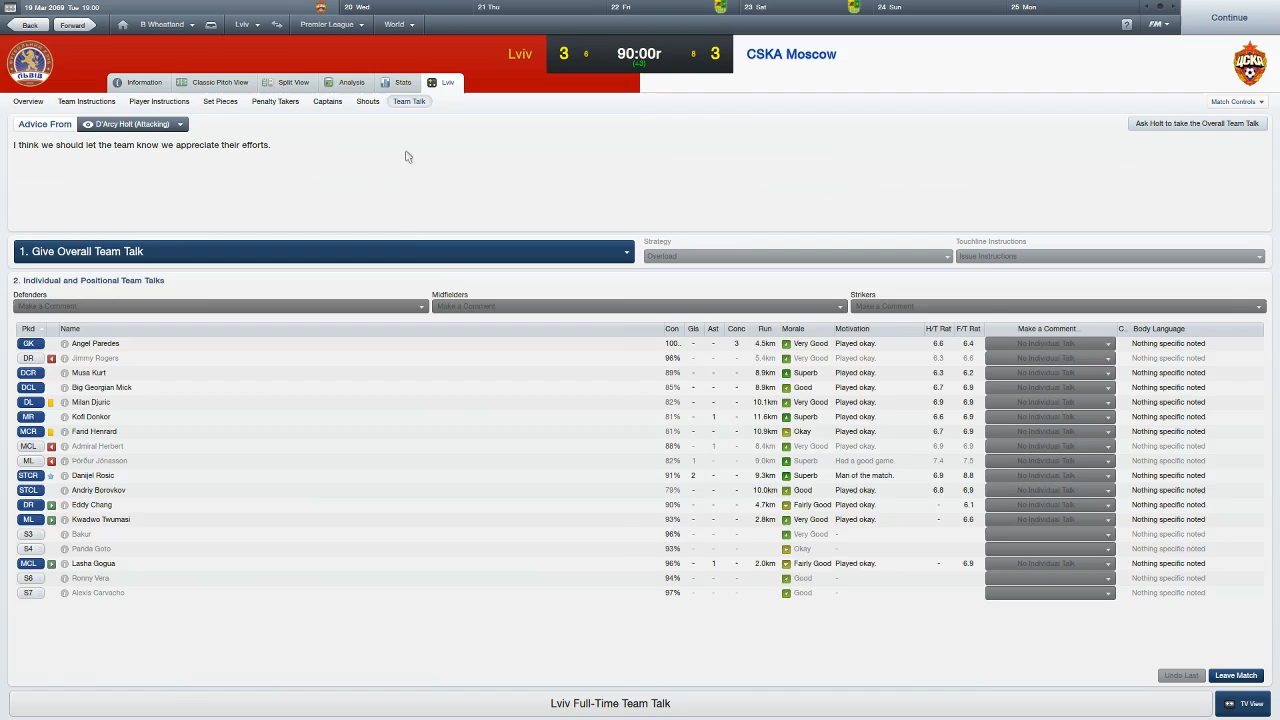 19 Mar 2069 Tue 19:00 20 Wed 21 Thu 22 Fri 23 Sat 24 Sun 25 Mon
Back Forward B Wheatland Lviv Premier League World ? FM Continue
Lviv 3 6 90:00r 6 3 CSKA Moscow
(+3)
Information Classic Pitch View Split View Analysis Stats Lviv
Overview Team Instructions Player Instructions Set Pieces Penalty Takers Captains Shouts Team Talk Match Controls
Advice From D'Arcy Holt (Attacking) Ask Holt to take the Overall Team Talk
I think we should let the team know we appreciate their efforts.
Strategy Touchline Instructions
1. Give Overall Team Talk Overload Issue Instructions
2. Individual and Positional Team Talks
Defenders Midfielders Strikers
Make a Comment Make a Comment Make a Comment
Pkd Name Con Gls Ast Conc Run Morale Motivation H/T Rat F/T Rat Make a Comment... C.. Body Language
GK Angel Paredes 100.. - - 3 4.5km Very Good Played okay. 6.6 6.4 No Individual Talk Nothing specific noted
DR Jimmy Rogers 96% - - - 5.4km Very Good Played okay. 6.3 6.3 No Individual Talk Nothing specific noted
DCR Musa Kurt 89% - - - 8.9km Superb Played okay. 6.3 6.2 No Individual Talk Nothing specific noted
DCL Big Georgian Mick 85% - - - 8.9km Good Played okay. 6.7 6.9 No Individual Talk Nothing specific noted
DL Milan Djuric 82% - - - 10.1km Very Good Played okay. 6.9 6.9 No Individual Talk Nothing specific noted
MR Kofi Donkor 81% - 1 - 11.6km Superb Played okay. 6.6 6.9 No Individual Talk Nothing specific noted
MCR Farid Henrard 81% - - - 10.9km Okay Played okay. 6.7 6.9 No Individual Talk Nothing specific noted
MCL Admiral Herbert 88% - 1 - 8.4km Very Good Played okay. 6.9 6.9 No Individual Talk Nothing specific noted
ML Þórður Jónasson 82% 1 - - 9.0km Superb Had a good game. 7.4 7.5 No Individual Talk Nothing specific noted
STCR Danijel Rosic 91% 2 - - 9.3km Superb Man of the match. 6.9 8.8 No Individual Talk Nothing specific noted
STCL Andriy Borovkov 79% - - - 10.0km Good Played okay. 6.8 6.9 No Individual Talk Nothing specific noted
DR Eddy Chang 90% - - - 4.7km Fairly Good Played okay. - 6.1 No Individual Talk Nothing specific noted
ML Kwadwo Twumasi 93% - - - 2.8km Very Good Played okay. - 6.6 No Individual Talk Nothing specific noted
S3 Bakur 96% - - - Very Good - Nothing specific noted
S4 Panda Goto 93% - - - Okay - Nothing specific noted
MCL Lasha Gogua 96% - 1 - 2.0km Fairly Good Played okay. - 6.9 No Individual Talk Nothing specific noted
S6 Ronny Vera 94% - - - Good - Nothing specific noted
S7 Alexis Carvacho 97% - - - Good - Nothing specific noted
Undo Last Leave Match
Lviv Full-Time Team Talk TV View